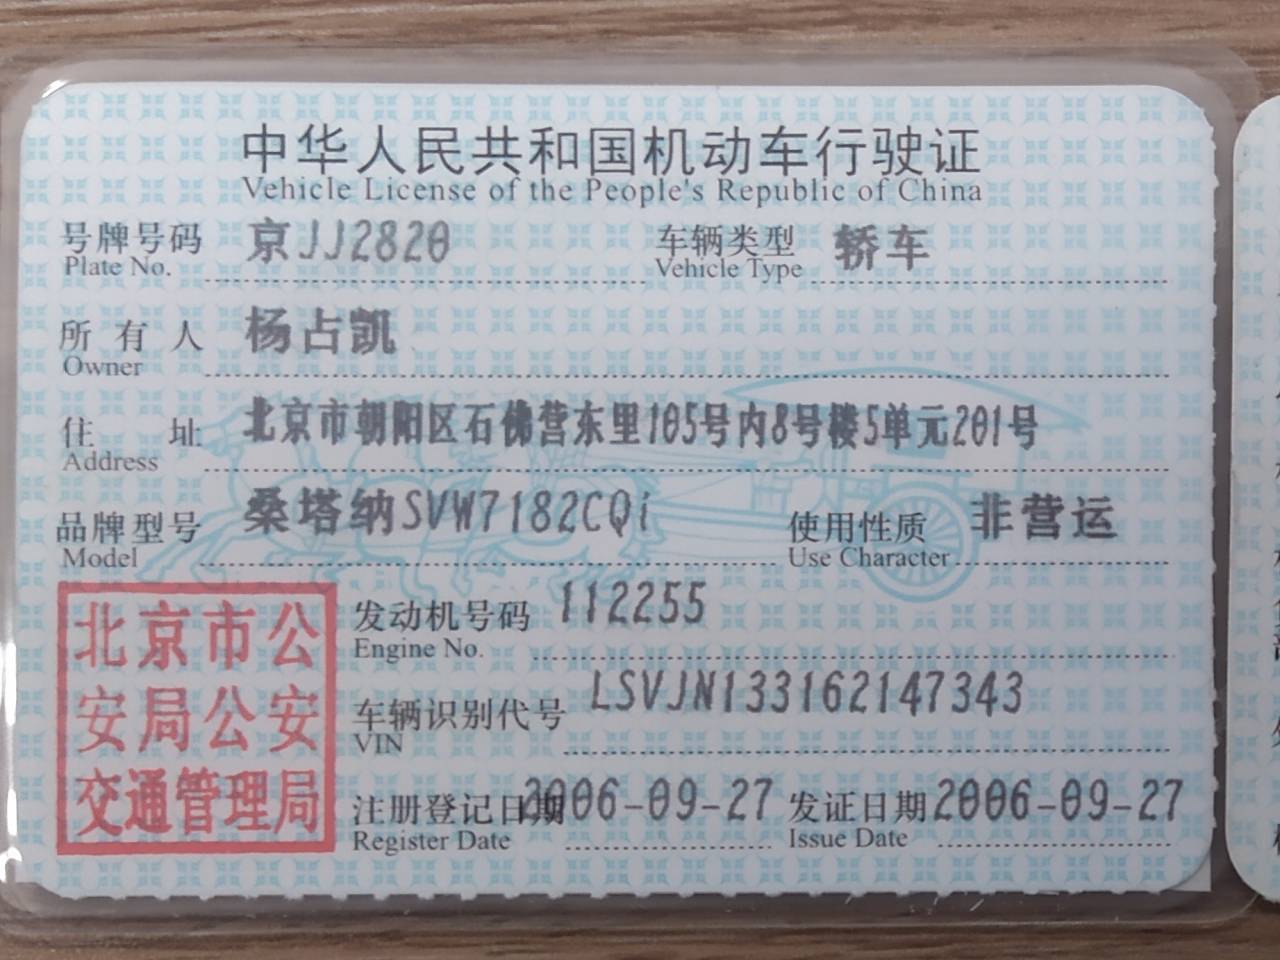 中华人民共和国机动车行驶证
Vehicle License of the People's Republic of China
号牌号码 京JJ2820 车辆类型 轿车
Plate No. Vehicle Type
所有人 杨占凯
Owner
住址 北京市朝阳区石佛营东里105号内8号楼5单元201号
Address
品牌型号 桑塔纳SVW7182CQi 使用性质 非营运
Model Use Character
发动机号码 112255
Engine No.
车辆识别代号 LSVJN133162147343
VIN
注册登记日期 2006-09-27 发证日期 2006-09-27
Register Date Issue Date
北京市公
安局公安
交通管理局